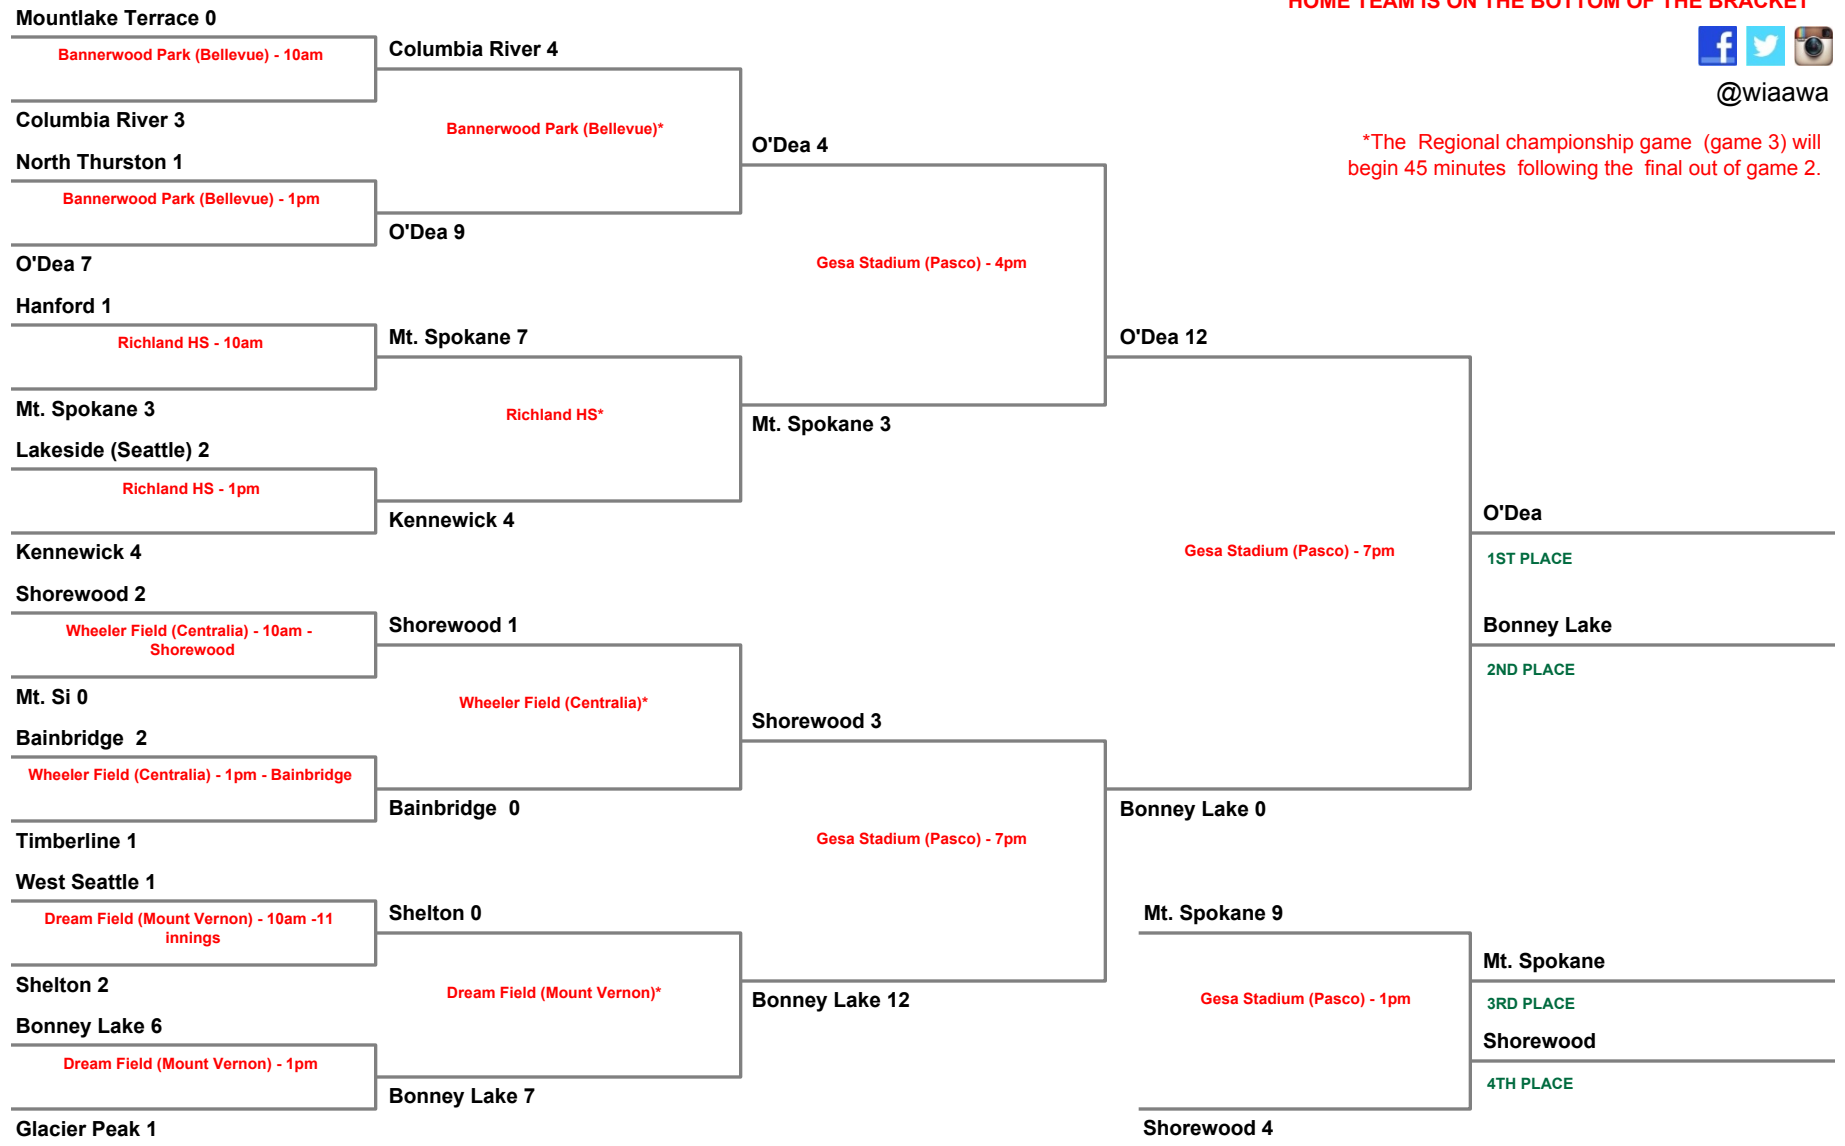 HOME TEAM IS ON THE BOTTOM OF THE BRACKET
@wiaawa
*The Regional championship game (game 3) will
begin 45 minutes following the final out of game 2.
Mountlake Terrace 0
Bannerwood Park (Bellevue) - 10am
Columbia River 3
North Thurston 1
Bannerwood Park (Bellevue) - 1pm
O'Dea 7
Hanford 1
Richland HS - 10am
Mt. Spokane 3
Lakeside (Seattle) 2
Richland HS - 1pm
Kennewick 4
Shorewood 2
Wheeler Field (Centralia) - 10am -
Shorewood
Mt. Si 0
Bainbridge 2
Wheeler Field (Centralia) - 1pm - Bainbridge
Timberline 1
West Seattle 1
Dream Field (Mount Vernon) - 10am -11
innings
Shelton 2
Bonney Lake 6
Dream Field (Mount Vernon) - 1pm
Glacier Peak 1
Columbia River 4
Bannerwood Park (Bellevue)*
O'Dea 9
Mt. Spokane 7
Richland HS*
Kennewick 4
Shorewood 1
Wheeler Field (Centralia)*
Bainbridge 0
Shelton 0
Dream Field (Mount Vernon)*
Bonney Lake 7
O'Dea 4
Gesa Stadium (Pasco) - 4pm
Mt. Spokane 3
Shorewood 3
Gesa Stadium (Pasco) - 7pm
Bonney Lake 12
O'Dea 12
Gesa Stadium (Pasco) - 7pm
Bonney Lake 0
Mt. Spokane 9
Gesa Stadium (Pasco) - 1pm
Shorewood 4
O'Dea
1ST PLACE
Bonney Lake
2ND PLACE
Mt. Spokane
3RD PLACE
Shorewood
4TH PLACE